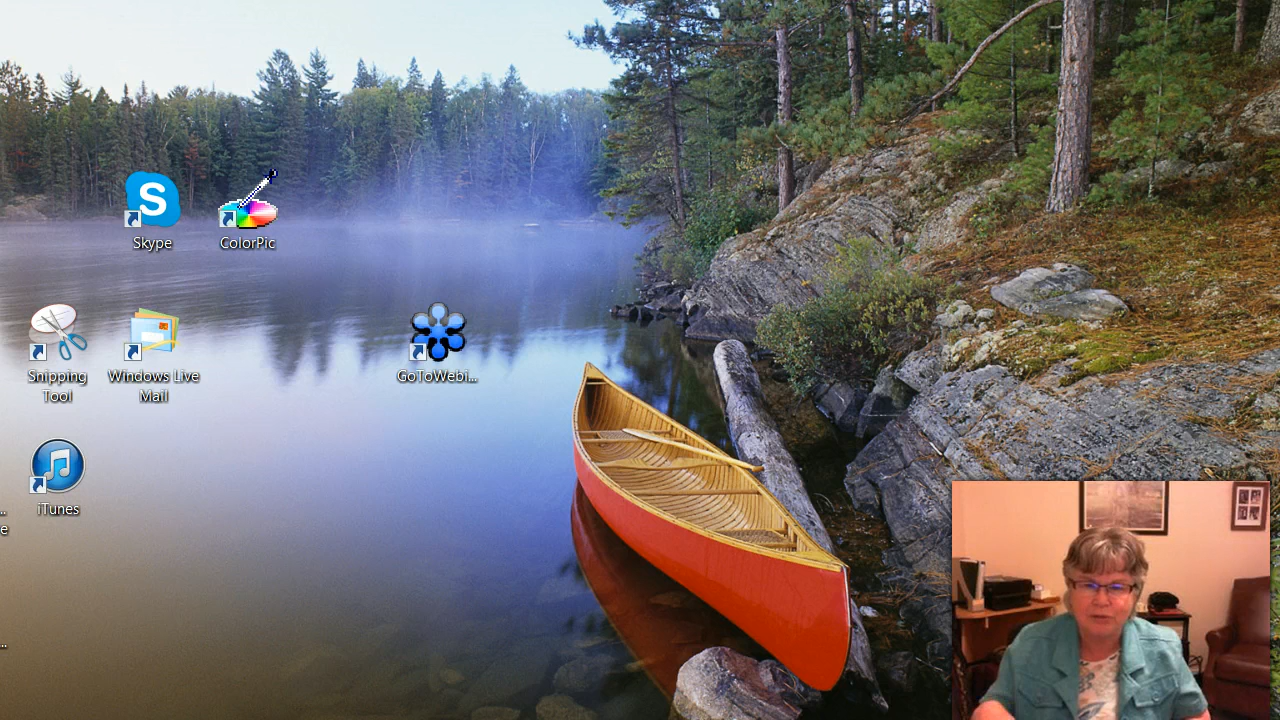 S
Skype
ColorPic
Snipping
Tool
Windows Live
Mail
GoToWebi...
iTunes
..
e
...